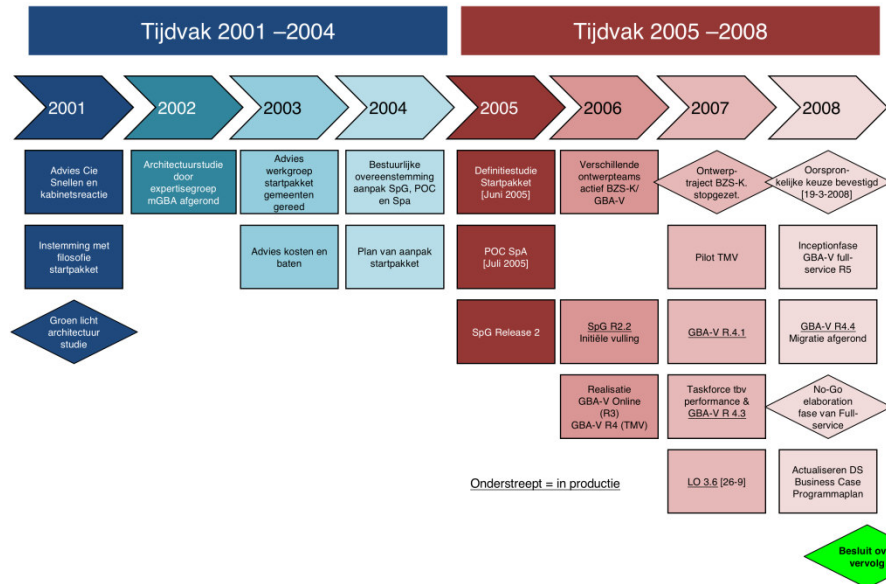 Tijdvak 2001 –2004
Tijdvak 2005 –2008
2001
2002
2003
2004
2005
2006
2007
2008
Advies Cie
Snellen en
kabinetsreactie
Architectuurstudie
door
expertisegroep
mGBA afgerond
Advies
werkgroep
startpakket
gemeenten
gereed
Bestuurlijke
overeenstemming
aanpak SpG, POC
en Spa
Definitiestudie
Startpakket
[Juni 2005]
Verschillende
ontwerpteams
actief BZS-K/
GBA-V
Ontwerp-
traject BZS-K.
stopgezet.
Oorspron-
kelijke keuze bevestigd
[19-3-2008]
Instemming met
filosofie
startpakket
Advies kosten en
baten
Plan van aanpak
startpakket
POC SpA
[Juli 2005]
Pilot TMV
Inceptionfase
GBA-V full-
service R5
Groen licht
architectuur
studie
SpG Release 2
SpG R2.2
Initiële vulling
GBA-V R.4.1
GBA-V R4.4
Migratie afgerond
Realisatie
GBA-V Online
(R3)
GBA-V R4 (TMV)
Taskforce tbv
performance &
GBA-V R 4.3
No-Go
elaboration
fase van Full-
service
Onderstreept = in productie
LO 3.6 [26-9]
Actualiseren DS
Business Case
Programmaplan
Besluit ov
vervolg